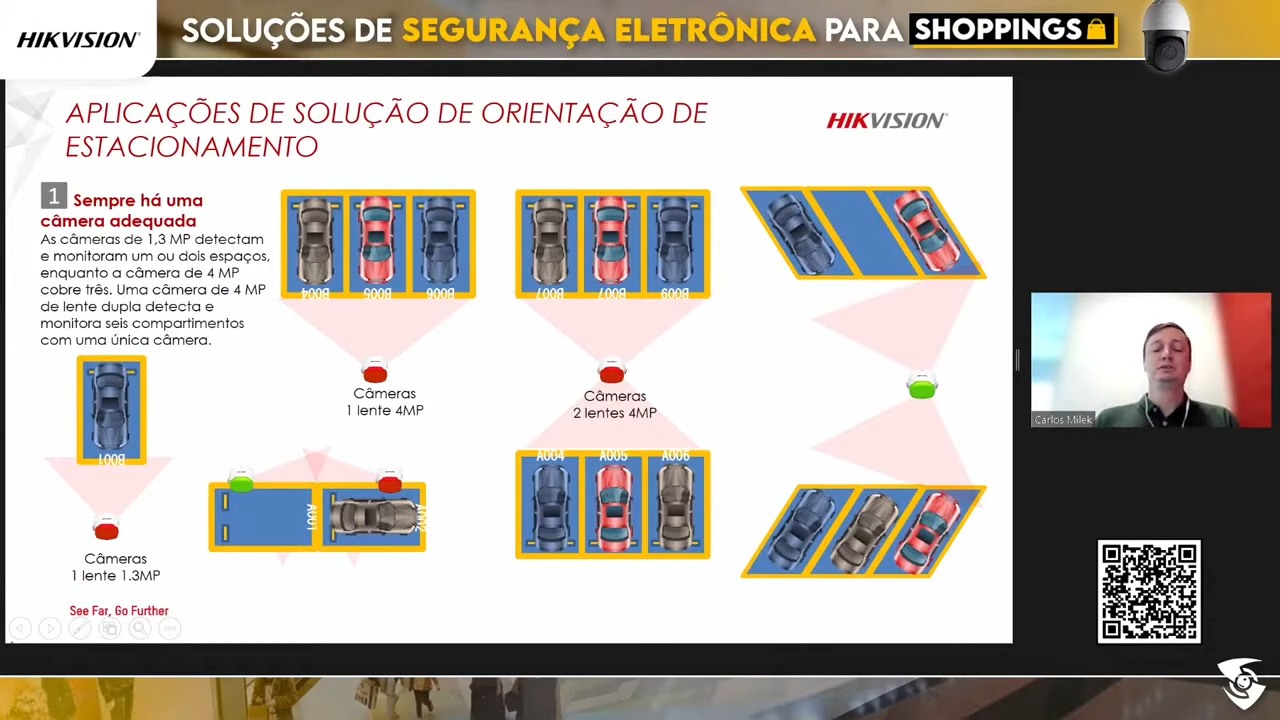 HIKVISION®
SOLUÇÕES DE SEGURANÇA ELETRÔNICA PARA SHOPPINGS
APLICAÇÕES DE SOLUÇÃO DE ORIENTAÇÃO DE
ESTACIONAMENTO
HIKVISION®
1 Sempre há uma
câmera adequada
As câmeras de 1,3 MP detectam
e monitoram um ou dois espaços,
enquanto a câmera de 4 MP
cobre três. Uma câmera de 4 MP
de lente dupla detecta e
monitora seis compartimentos
com uma única câmera.
B004 B005 B006
B007 B007 B009
Câmeras
1 lente 4MP
Câmeras
2 lentes 4MP
Carlos Milek
B001
A004 A005 A006
A001 A002
Câmeras
1 lente 1.3MP
See Far, Go Further